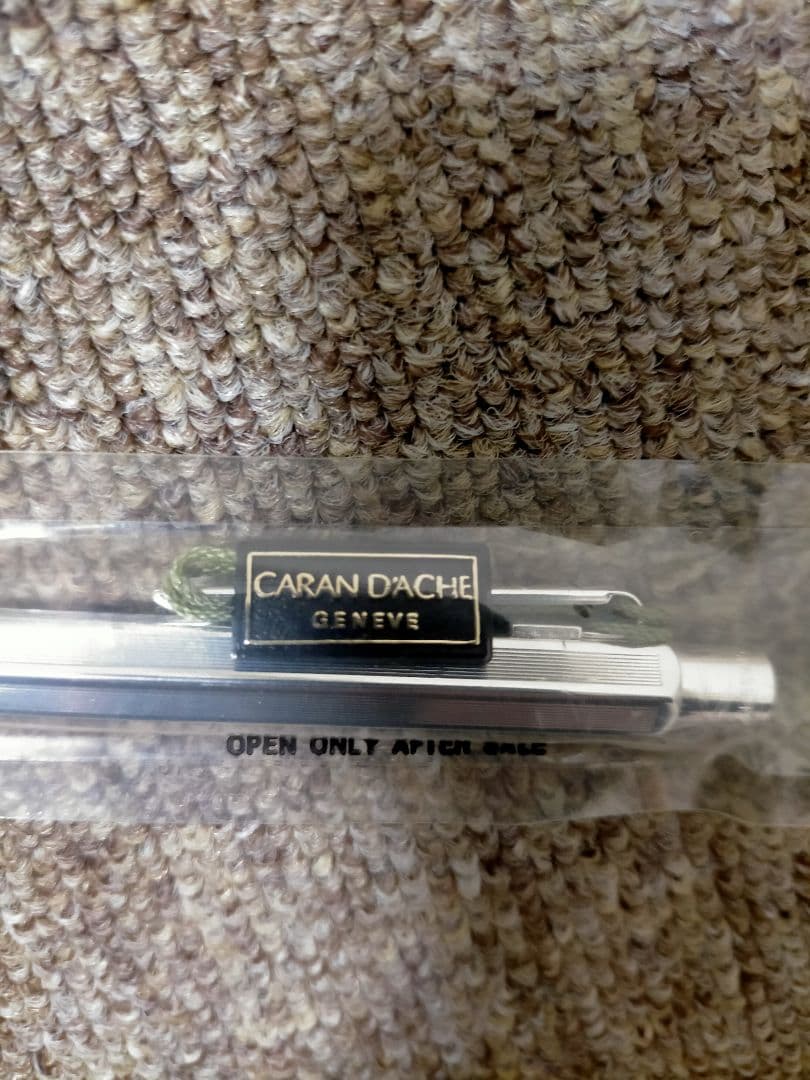 CARAN D'ACHE
GENEVE
OPEN ONLY AFTER SALE